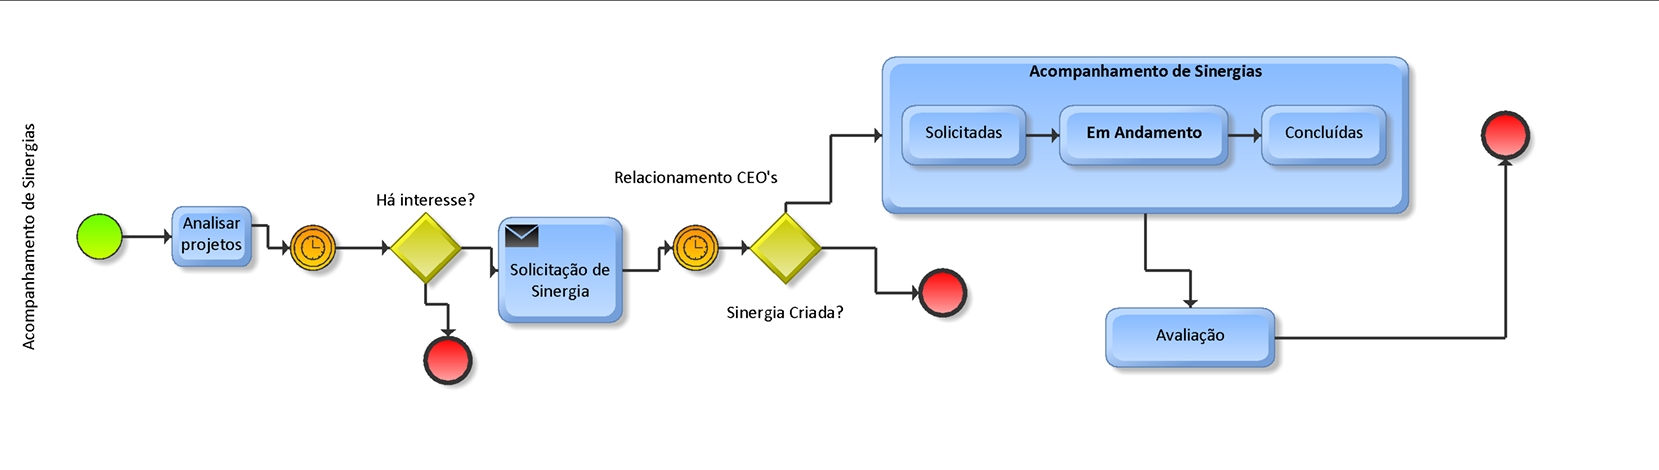 Acompanhamento de Sinergias
Analisar
projetos
Há interesse?
Solicitação de
Sinergia
Relacionamento CEO's
Sinergia Criada?
Acompanhamento de Sinergias
Solicitadas
Em Andamento
Concluídas
Avaliação